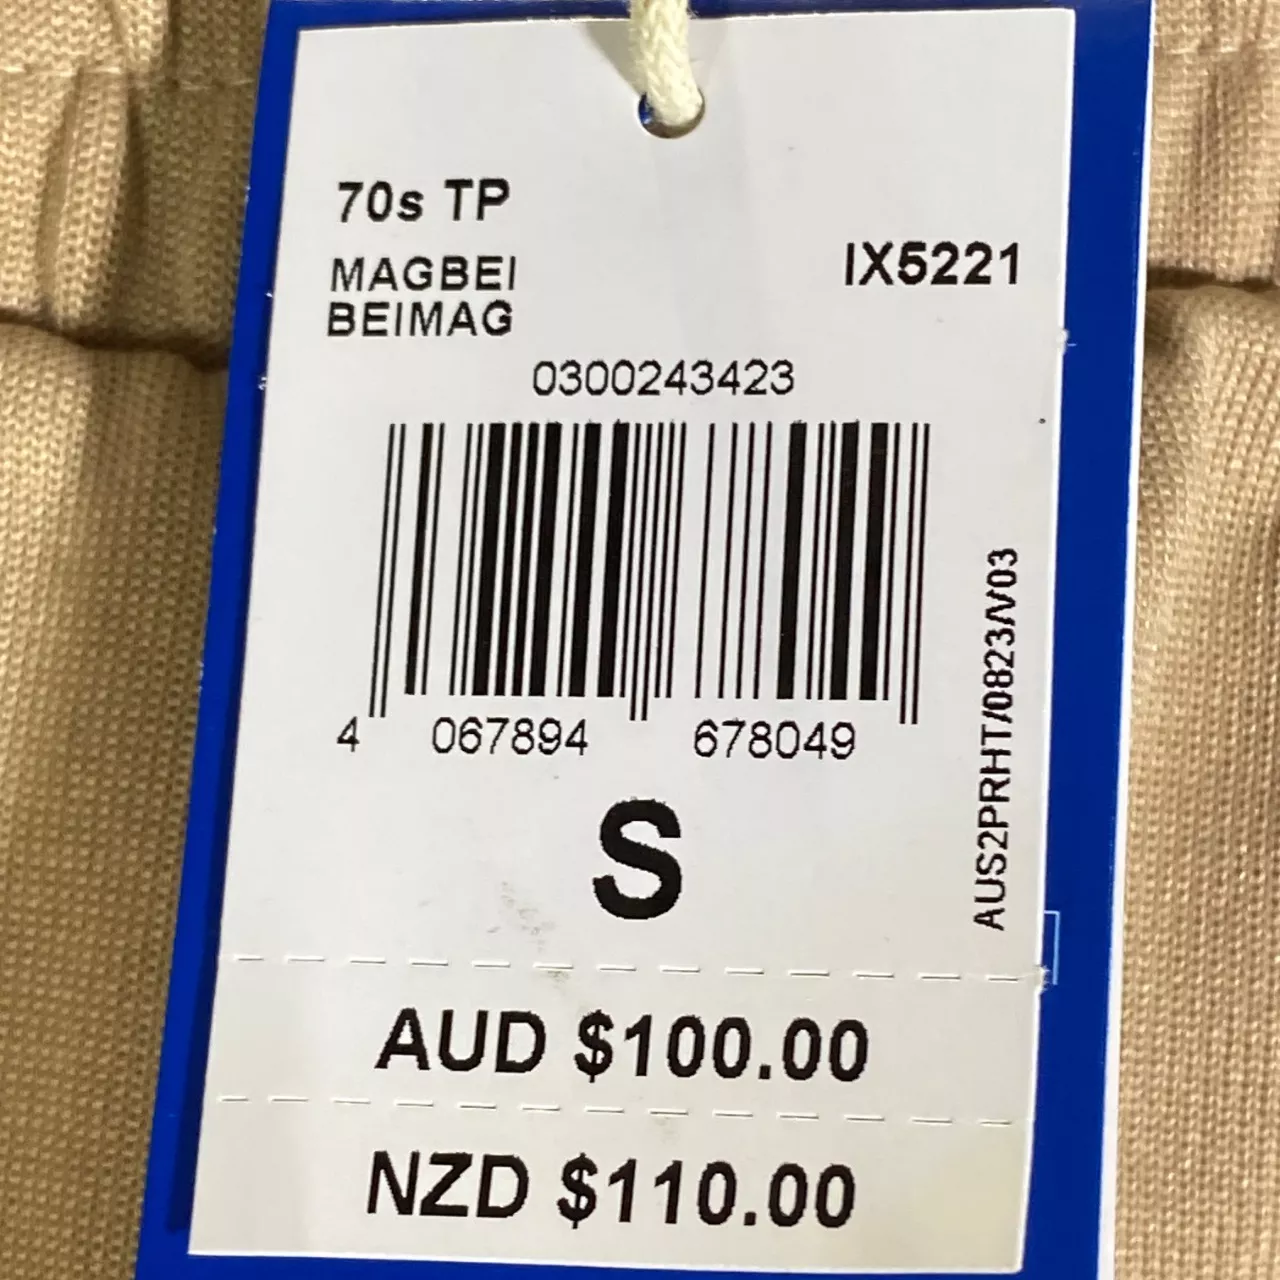 70s TP
MAGBEI
BEIMAG
IX5221
0300243423
4 067894 678049
AUS2PRHT/0823/V03
S
AUD $100.00
NZD $110.00